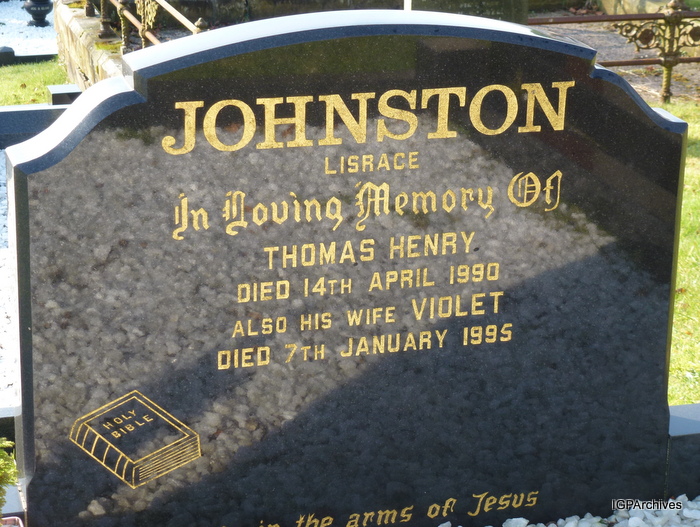 JOHNSTON
LISRACE
In Loving Memory Of
THOMAS HENRY
DIED 14TH APRIL 1990
ALSO HIS WIFE VIOLET
DIED 7TH JANUARY 1995
HOLY
BIBLE
in the arms of Jesus
IGPArchives